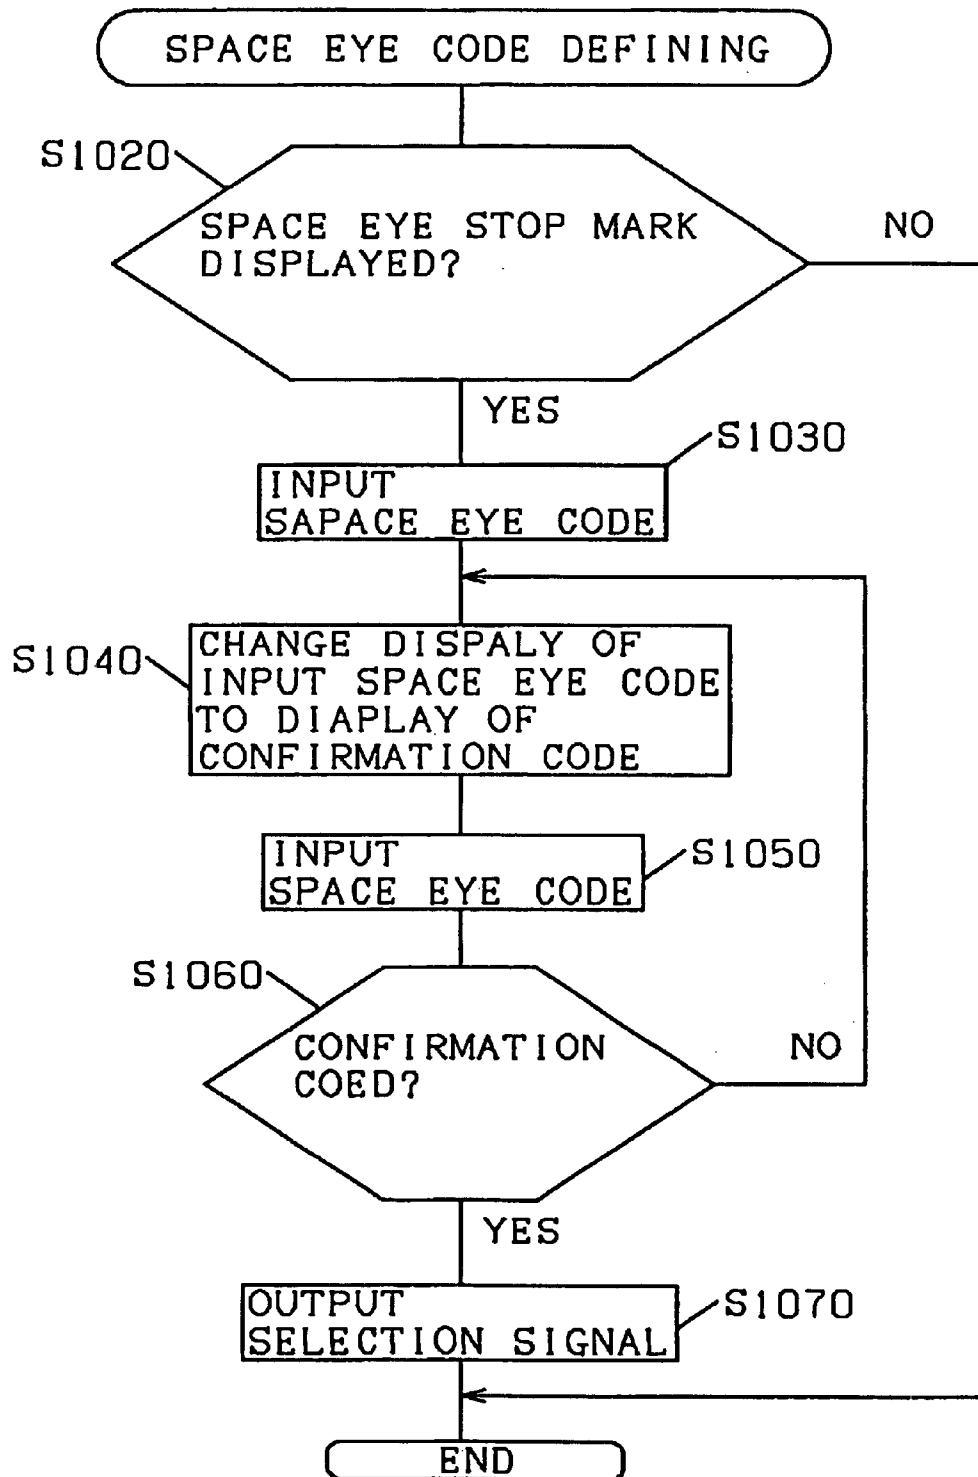 SPACE EYE CODE DEFINING
S1020
SPACE EYE STOP MARK
DISPLAYED?
NO
YES
S1030
INPUT
SAPACE EYE CODE
S1040
CHANGE DISPALY OF
INPUT SPACE EYE CODE
TO DIAPLAY OF
CONFIRMATION CODE
INPUT
SPACE EYE CODE
S1050
S1060
CONFIRMATION
COED?
NO
YES
OUTPUT
SELECTION SIGNAL
S1070
END